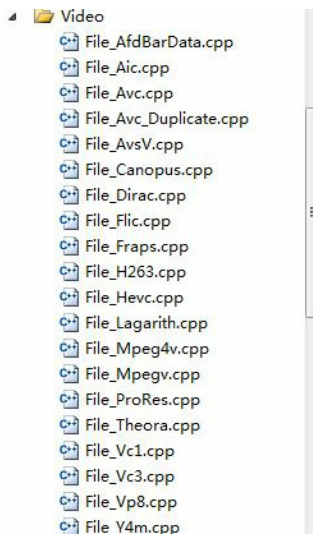 Video
File_AfdBarData.cpp
File_Aic.cpp
File_Avc.cpp
File_Avc_Duplicate.cpp
File_AvsV.cpp
File_Canopus.cpp
File_Dirac.cpp
File_Flic.cpp
File_Fraps.cpp
File_H263.cpp
File_Hevc.cpp
File_Lagarith.cpp
File_Mpeg4v.cpp
File_Mpegv.cpp
File_ProRes.cpp
File_Theora.cpp
File_Vc1.cpp
File_Vc3.cpp
File_Vp8.cpp
File_Y4m.cpp